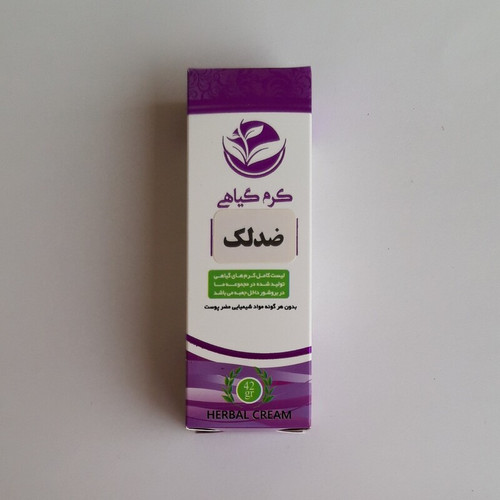 کرم گیاهی
ضدلک
لیست کامل کرم های گیاهی
تولید شده در مجموعه ما
در بروشور داخل جعبه می باشد
بدون هر گونه مواد شیمیایی مضر پوست
42
gr
HERBAL CREAM